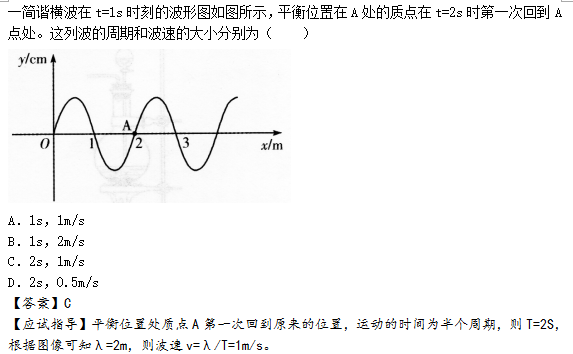 一简谐横波在 t=1s 时刻的波形图如图所示，平衡位置在 A 处的质点在 t=2s 时第一次回到 A
点处。这列波的周期和波速的大小分别为（　　）
y/cm
A
O 1 2 3 x/m
A. 1s, 1m/s
B. 1s, 2m/s
C. 2s, 1m/s
D. 2s, 0.5m/s
【答案】C
【应试指导】平衡位置处质点 A 第一次回到原来的位置，运动的时间为半个周期，则 T=2S,
根据图像可知 λ=2m，则波速 v=λ/T=1m/s。